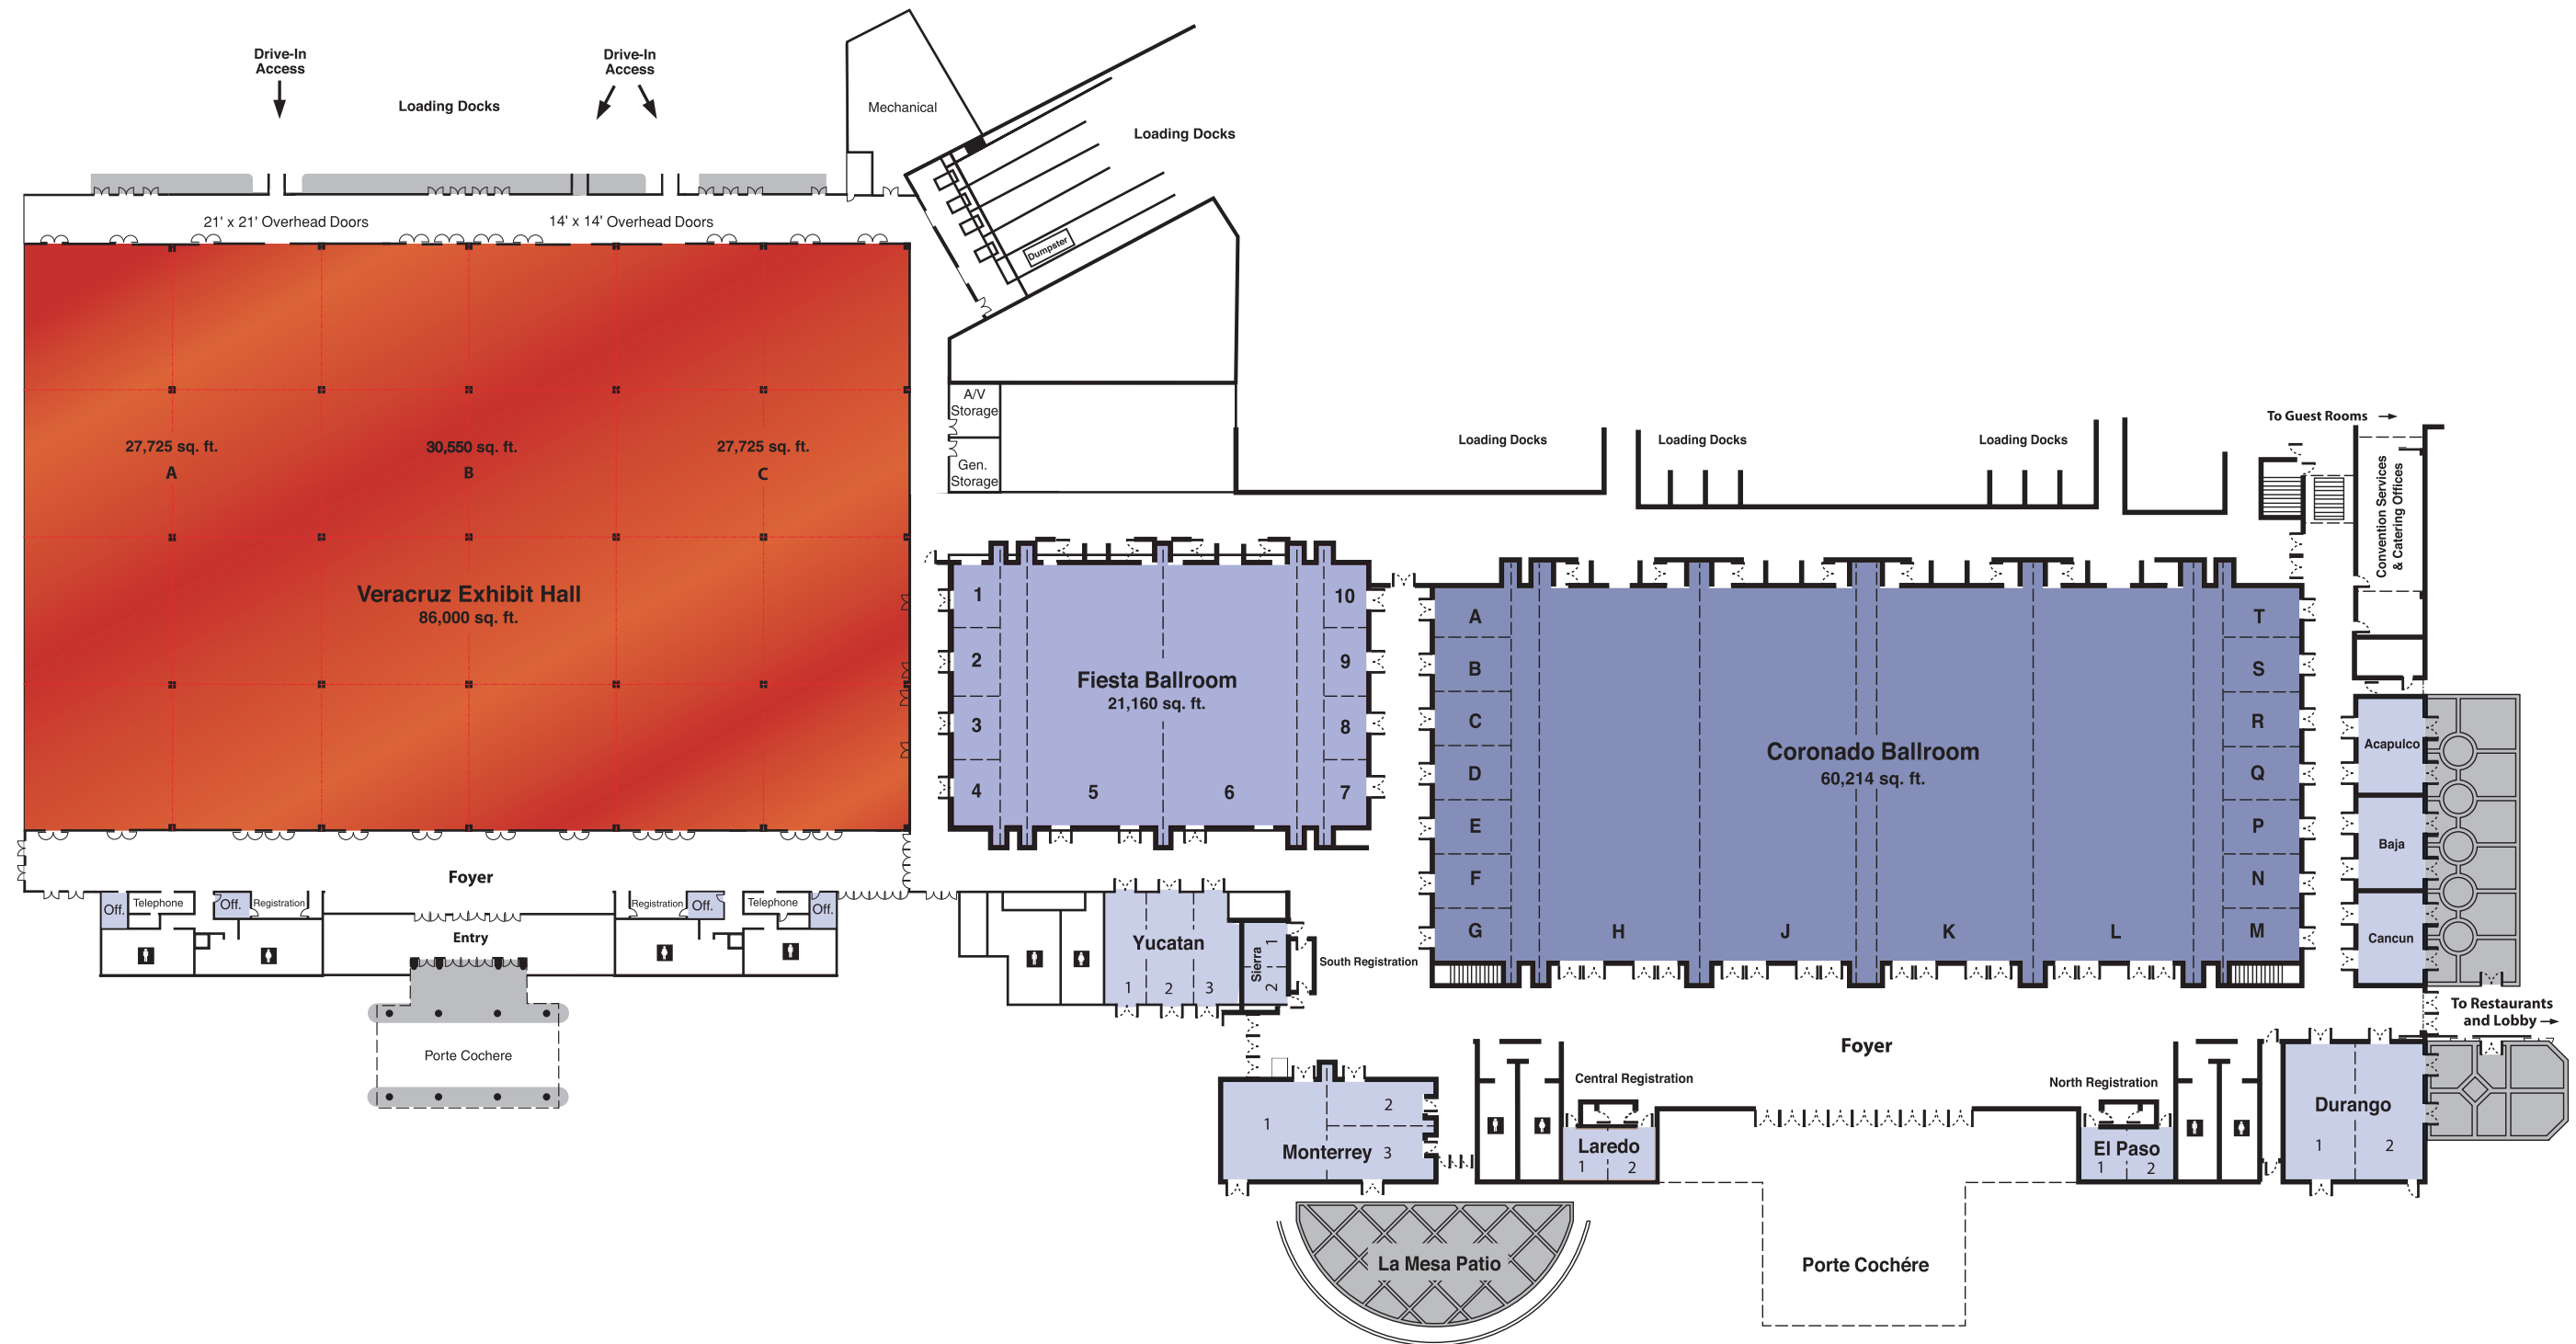 Drive-In
Access
Drive-In
Access
Loading Docks
Mechanical
Loading Docks
21' x 21' Overhead Doors
14' x 14' Overhead Doors
Dumpster
A/V
Storage
Gen.
Storage
Loading Docks
Loading Docks
Loading Docks
To Guest Rooms
Convention Services
& Catering Offices
27,725 sq. ft.
A
30,550 sq. ft.
B
27,725 sq. ft.
C
Veracruz Exhibit Hall
86,000 sq. ft.
1
2
3
4
5
6
7
8
9
10
Fiesta Ballroom
21,160 sq. ft.
A
B
C
D
E
F
G
H
J
K
L
M
N
P
Q
R
S
T
Coronado Ballroom
60,214 sq. ft.
Acapulco
Baja
Cancun
Foyer
Off.
Telephone
Off.
Registration
Registration
Off.
Telephone
Off.
Entry
Porte Cochere
Yucatan
1
2
3
Sierra
1
2
South Registration
To Restaurants
and Lobby
Foyer
Central Registration
North Registration
1
2
Monterrey
3
Laredo
1
2
El Paso
1
2
Durango
1
2
La Mesa Patio
Porte Cochére